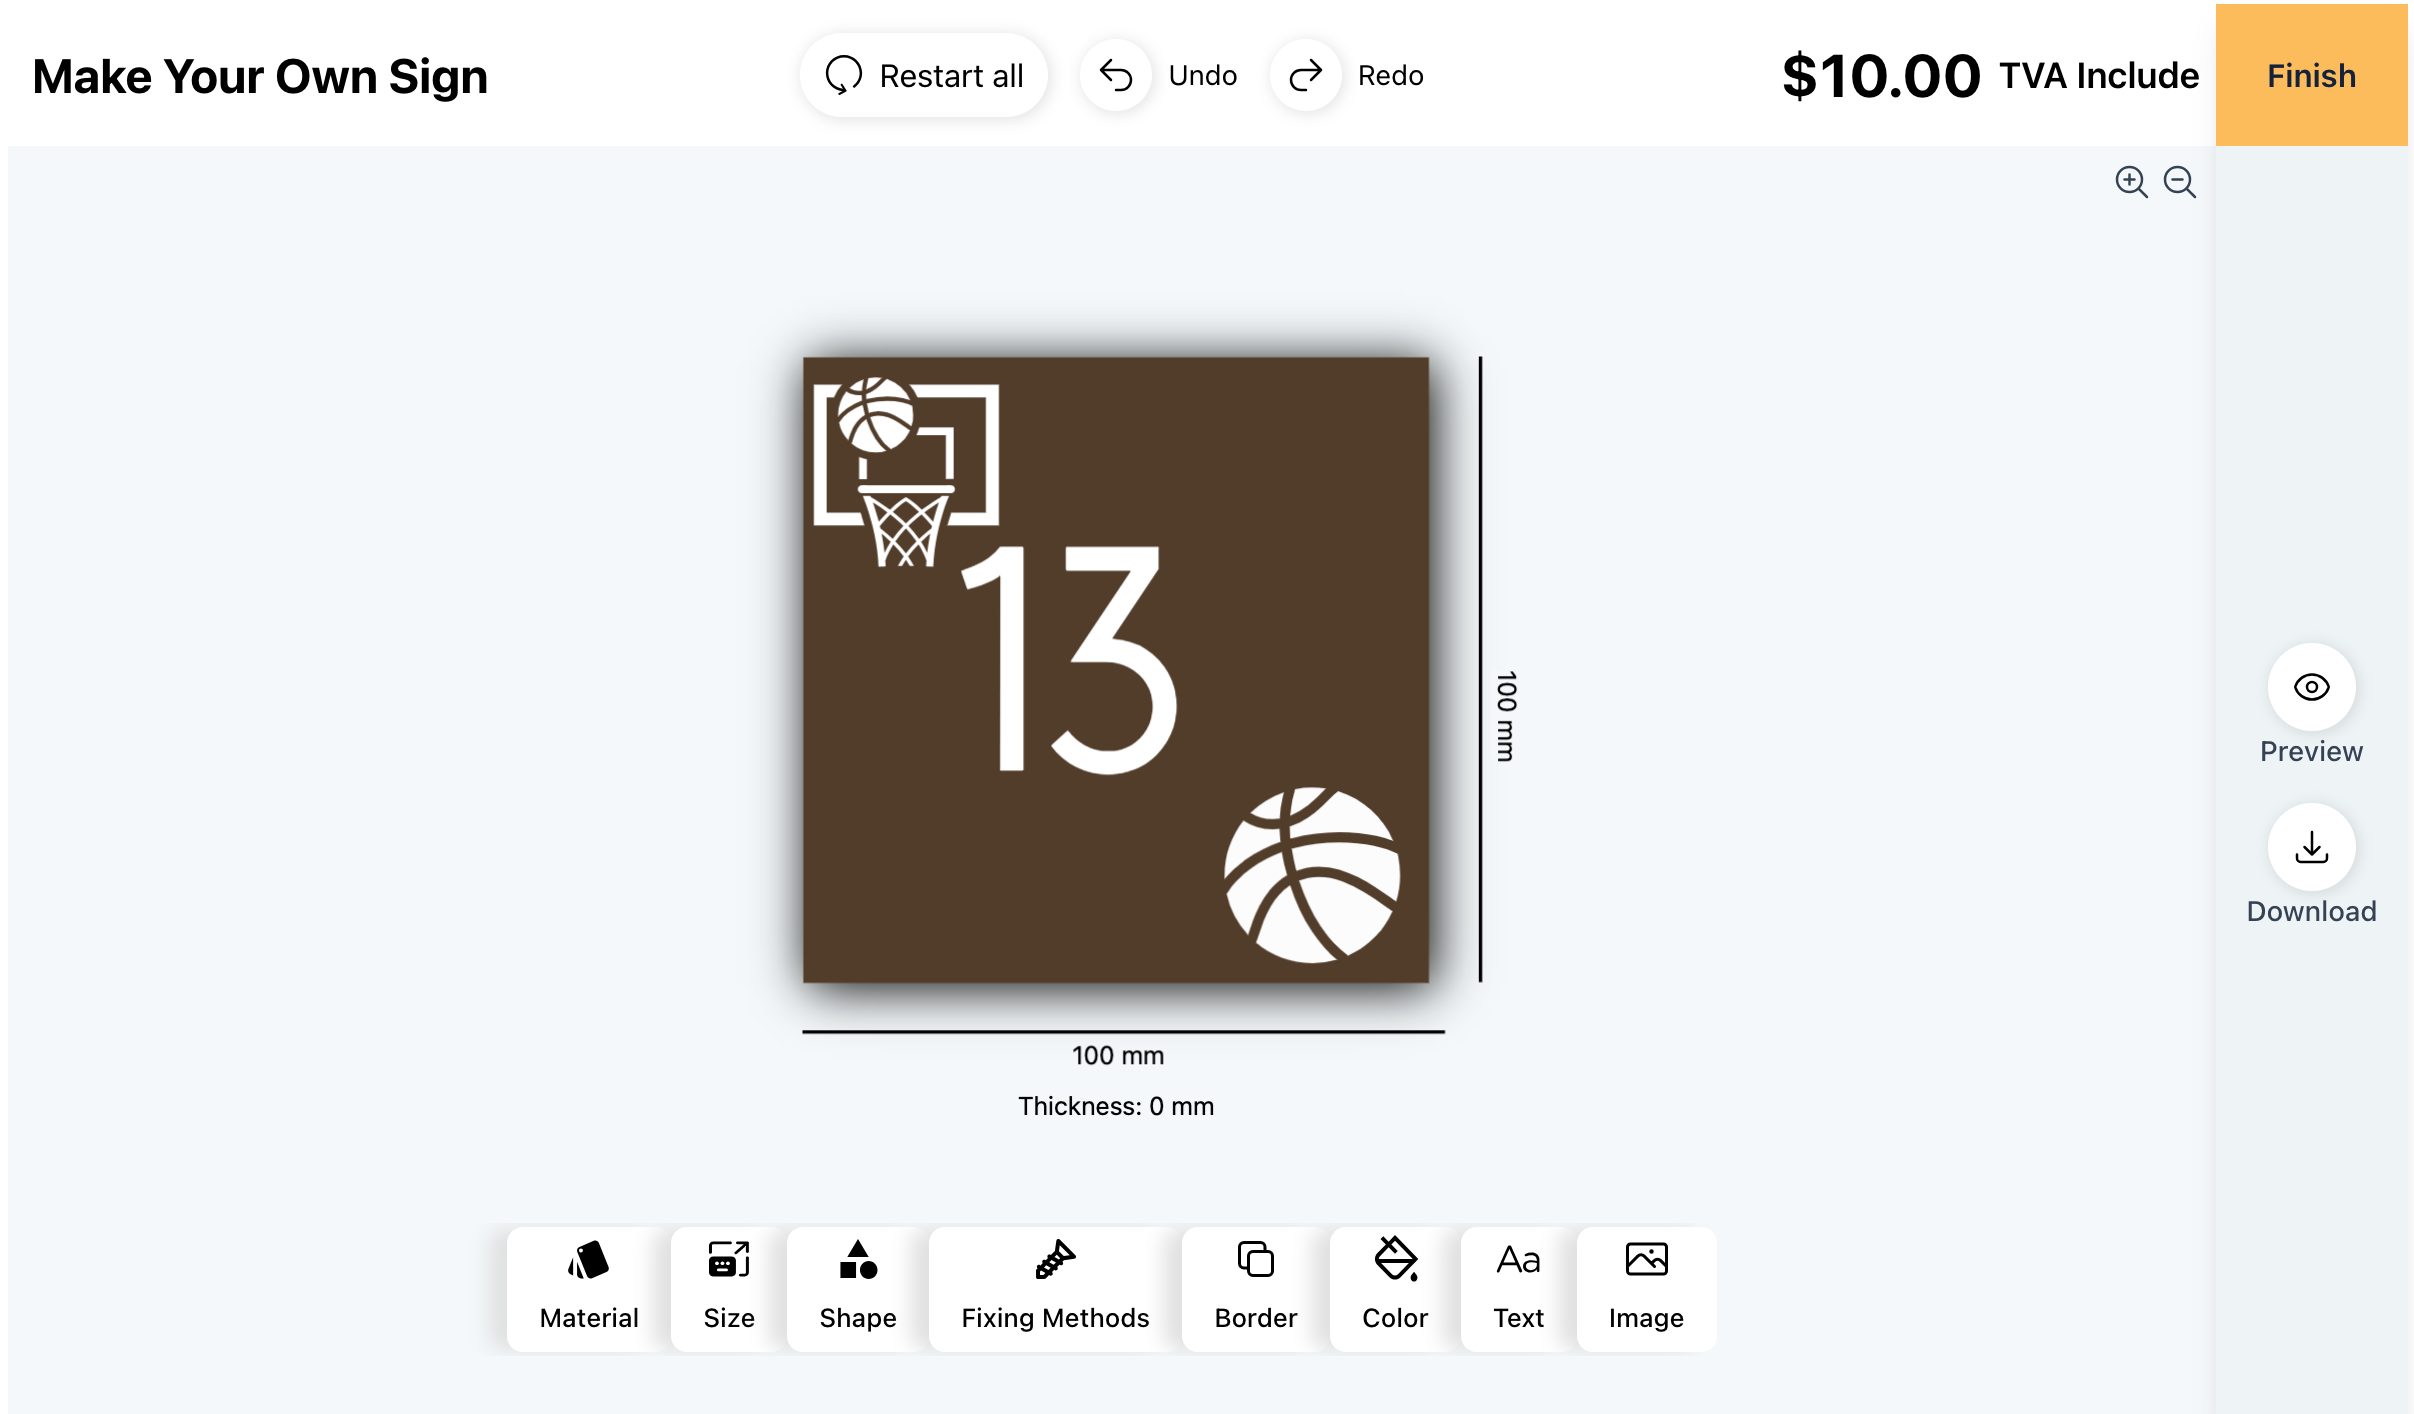 Make Your Own Sign
Restart all
Undo
Redo
$10.00 TVA Include
Finish
13
100 mm
100 mm
Thickness: 0 mm
Preview
Download
Material
Size
Shape
Fixing Methods
Border
Color
Aa
Text
Image